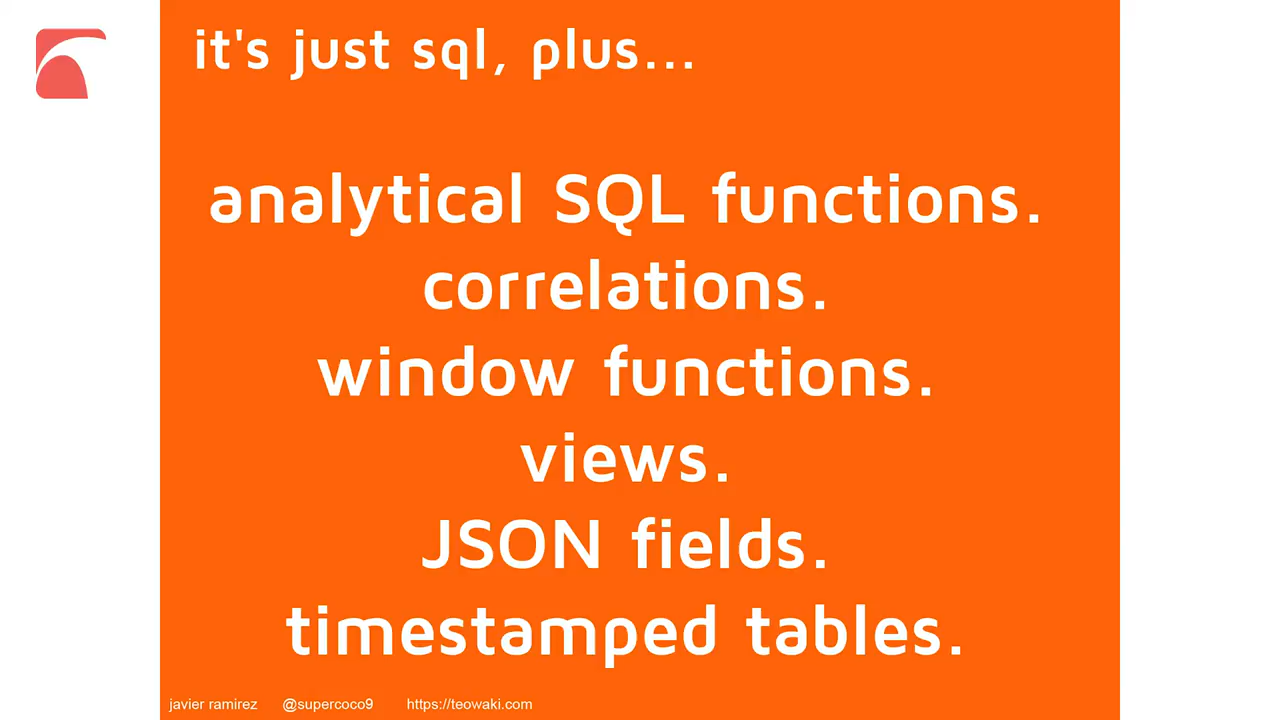 it's just sql, plus...
analytical SQL functions.
correlations.
window functions.
views.
JSON fields.
timestamped tables.
javier ramirez @supercoco9 https://teowaki.com